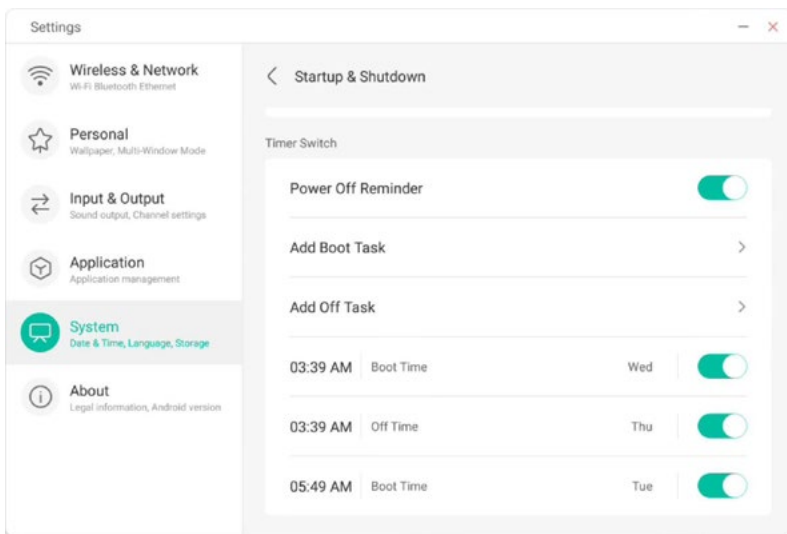 Settings
Wireless & Network
Wi-Fi Bluetooth Ethernet
Personal
Wallpaper, Multi-Window Mode
Input & Output
Sound output, Channel settings
Application
Application management
System
Date & Time, Language, Storage
About
Legal information, Android version
Startup & Shutdown
Timer Switch
Power Off Reminder
Add Boot Task
Add Off Task
03:39 AM Boot Time Wed
03:39 AM Off Time Thu
05:49 AM Boot Time Tue